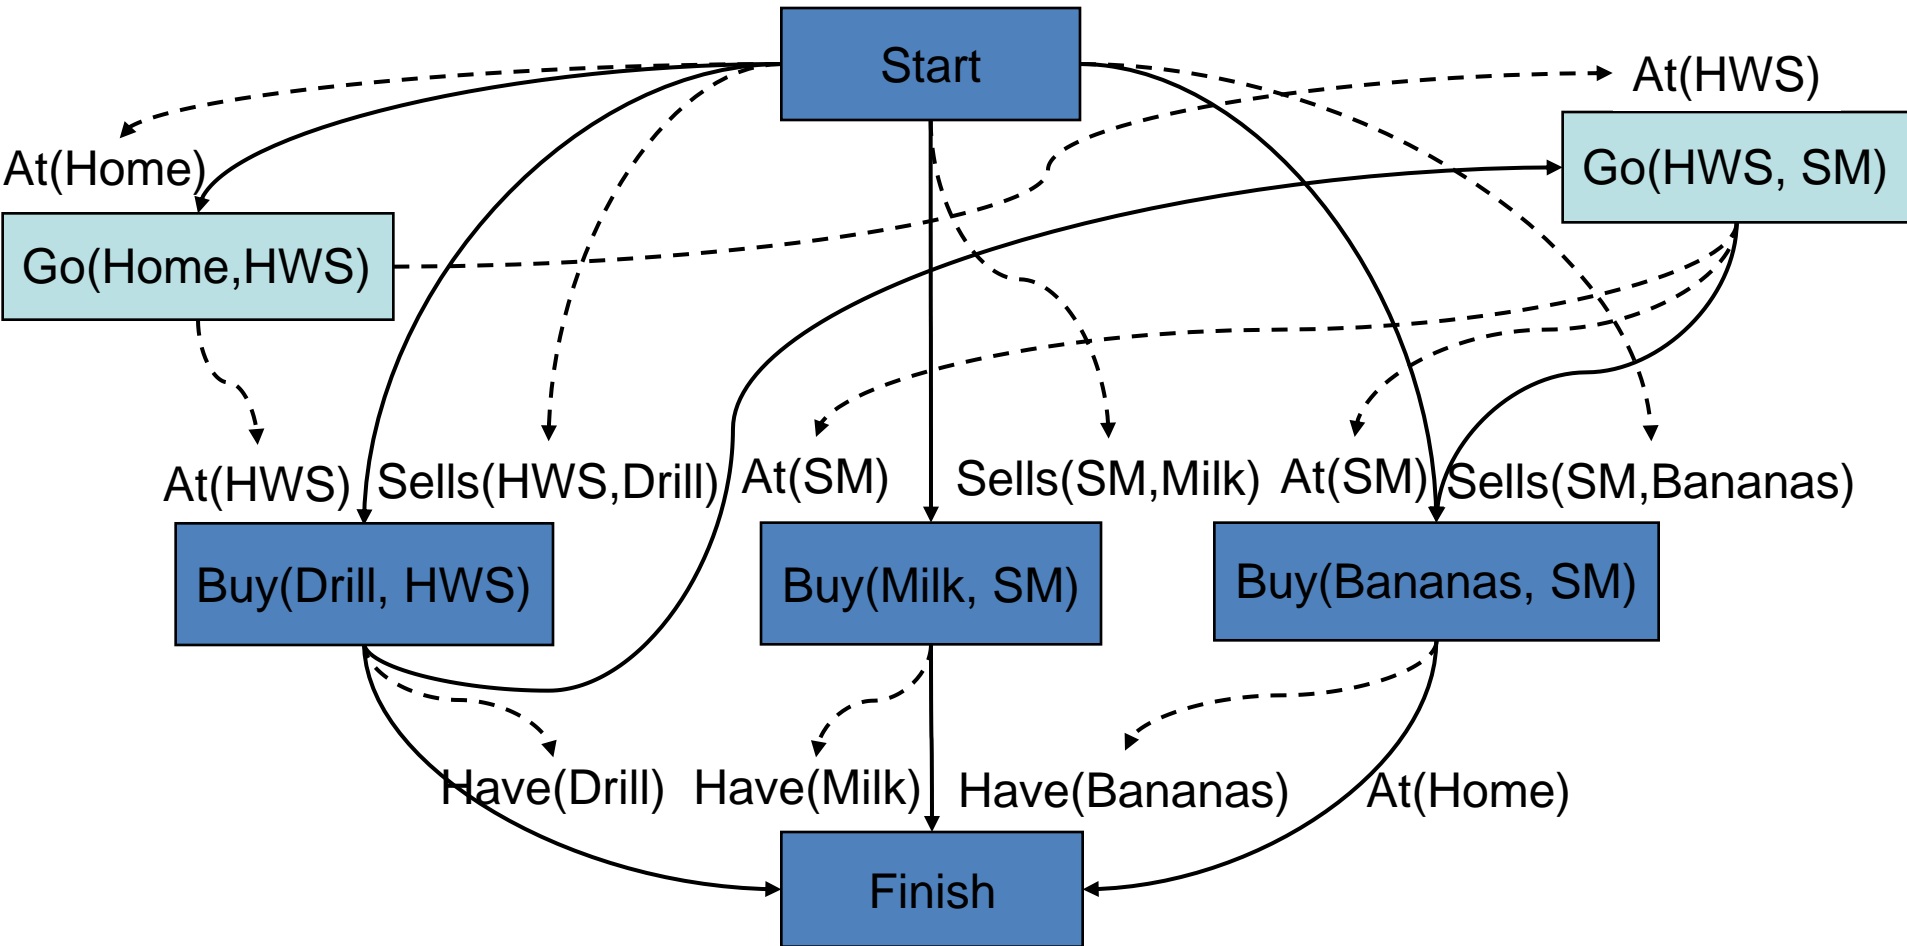 Start
At(HWS)
At(Home)
Go(HWS, SM)
Go(Home,HWS)
At(HWS)
Sells(HWS,Drill)
At(SM)
Sells(SM,Milk)
At(SM)
Sells(SM,Bananas)
Buy(Drill, HWS)
Buy(Milk, SM)
Buy(Bananas, SM)
Have(Drill)
Have(Milk)
Have(Bananas)
At(Home)
Finish